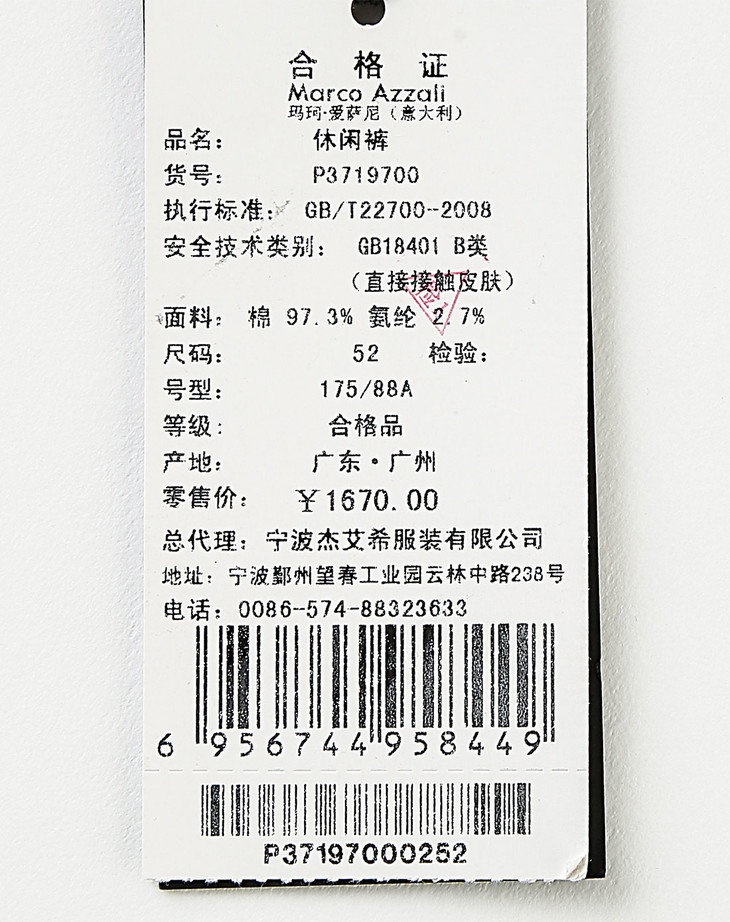 合格证
Marco Azzali
玛珂·爱萨尼（意大利）
品名： 休闲裤
货号： P3719700
执行标准： GB/T22700--2008
安全技术类别： GB18401 B类
（直接接触皮肤）
面料： 棉 97.3% 氨纶 2.7%
尺码： 52 检验：
号型： 175/88A
等级： 合格品
产地： 广东·广州
零售价： ￥1670.00
总代理： 宁波杰艾希服装有限公司
地址： 宁波鄞州望春工业园云林中路238号
电话： 0086--574-88323633
6 956744 958449
P37197000252